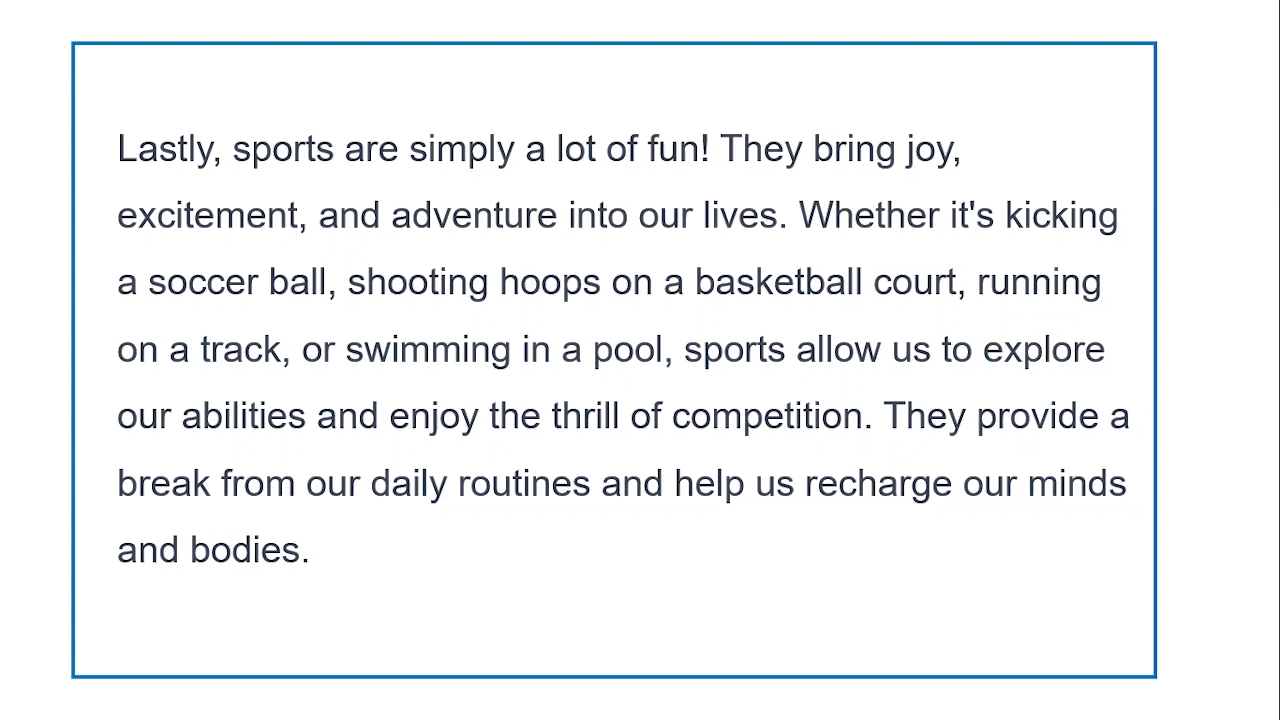 Lastly, sports are simply a lot of fun! They bring joy,
excitement, and adventure into our lives. Whether it's kicking
a soccer ball, shooting hoops on a basketball court, running
on a track, or swimming in a pool, sports allow us to explore
our abilities and enjoy the thrill of competition. They provide a
break from our daily routines and help us recharge our minds
and bodies.